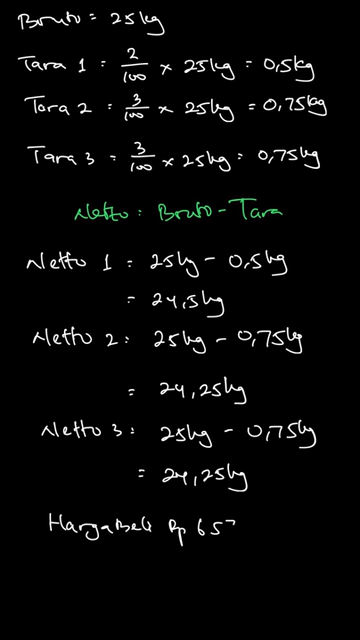 Bruto = 25kg
Tara 1 = 2/100 × 25kg = 0,5kg
Tara 2 = 3/100 × 25kg = 0,75kg
Tara 3 = 3/100 × 25kg = 0,75kg
Netto = Bruto - Tara
Netto 1 = 25kg - 0,5kg
= 24,5kg
Netto 2 = 25kg - 0,75kg
= 24,25kg
Netto 3 = 25kg - 0,75kg
= 24,25kg
Harga Beli Rp 65